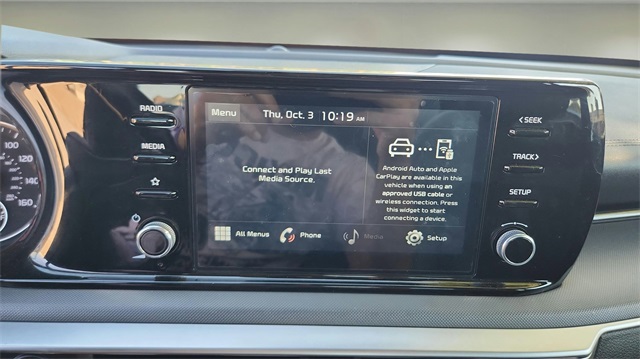 100
120
140
160
RADIO
MEDIA
☆
Menu
Thu, Oct. 3 10:19 AM
Connect and Play Last
Media Source.
Android Auto and Apple
CarPlay are available in this
vehicle when using an
approved USB cable or
wireless connection. Press
this widget to start
connecting a device.
All Menus
Phone
Media
Setup
<SEEK
TRACK>
SETUP